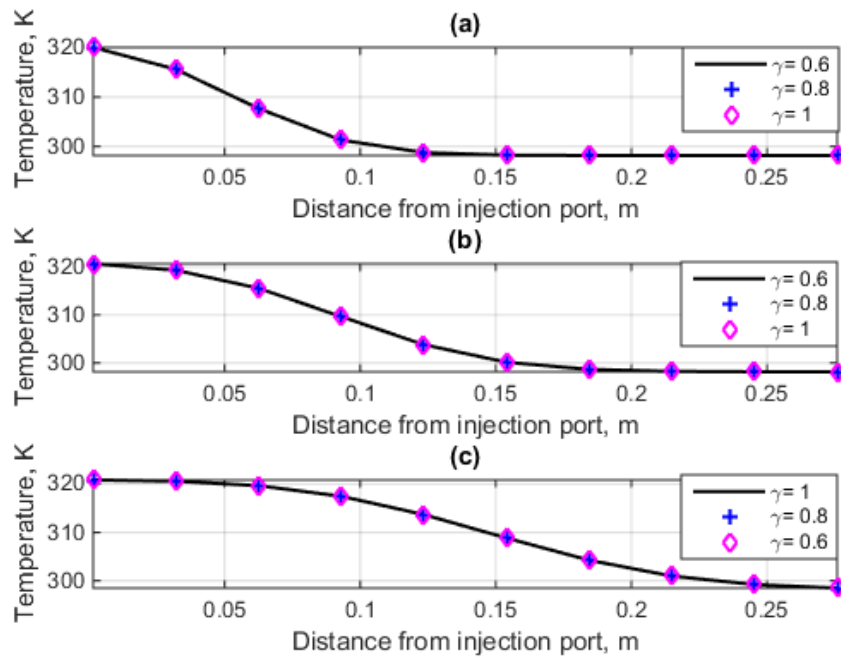 (a)
Temperature, K
320
310
300
0.05
0.1
0.15
0.2
0.25
Distance from injection port, m
γ= 0.6
γ= 0.8
γ= 1
(b)
Temperature, K
320
310
300
0.05
0.1
0.15
0.2
0.25
Distance from injection port, m
γ= 0.6
γ= 0.8
γ= 1
(c)
Temperature, K
320
310
300
0.05
0.1
0.15
0.2
0.25
Distance from injection port, m
γ= 1
γ= 0.8
γ= 0.6